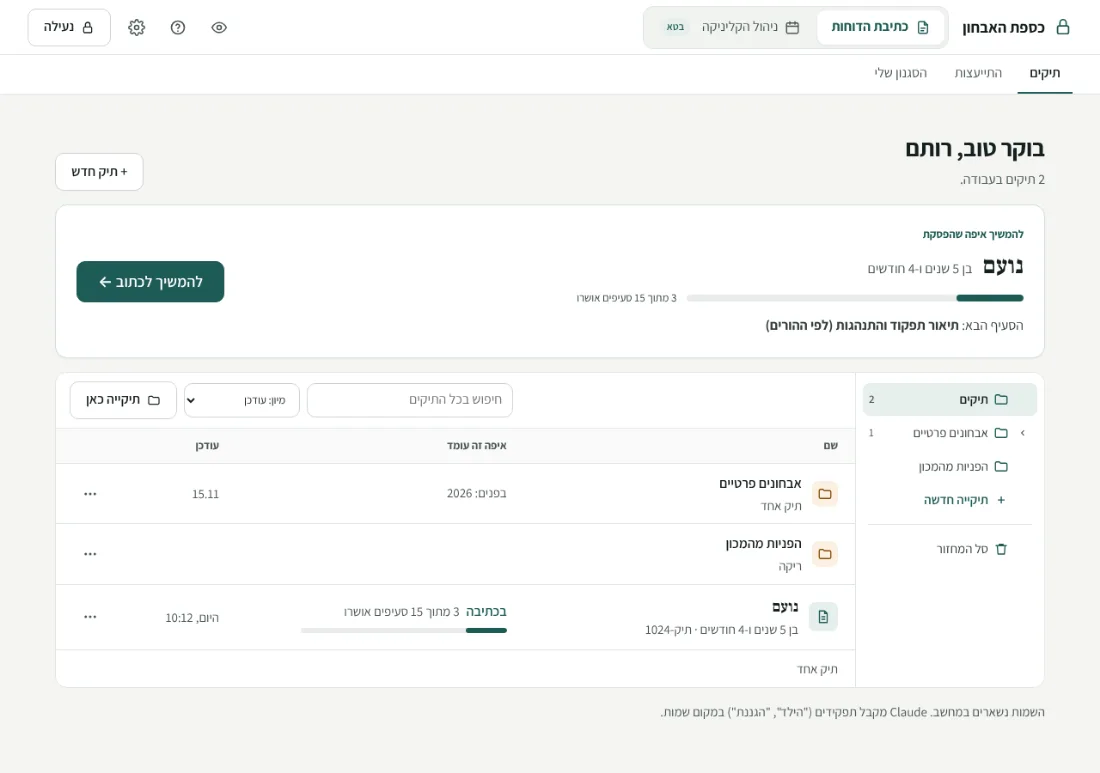 כספת האבחון
כתיבת הדוחות
ניהול הקליניקה בטא
נעילה
תיקים
התייעצות
הסגנון שלי
בוקר טוב, רותם
2 תיקים בעבודה.
+ תיק חדש
להמשיך איפה שהפסקת
נועם בן 5 שנים ו-4 חודשים
3 מתוך 15 סעיפים אושרו
הסעיף הבא: תיאור תפקוד והתנהגות (לפי ההורים)
להמשיך לכתוב ←
תיקים 2
אבחונים פרטיים 1
הפניות מהמכון
+ תיקייה חדשה
סל המחזור
חיפוש בכל התיקים
מיון: עודכן
תיקייה כאן
שם איפה זה עומד עודכן
אבחונים פרטיים
תיק אחד
בפנים: 2026
15.11
הפניות מהמכון
ריקה
נועם
בן 5 שנים ו-4 חודשים · תיק-1024
בכתיבה 3 מתוך 15 סעיפים אושרו
היום, 10:12
תיק אחד
השמות נשארים במחשב. Claude מקבל תפקידים ("הילד", "הגננת") במקום שמות.